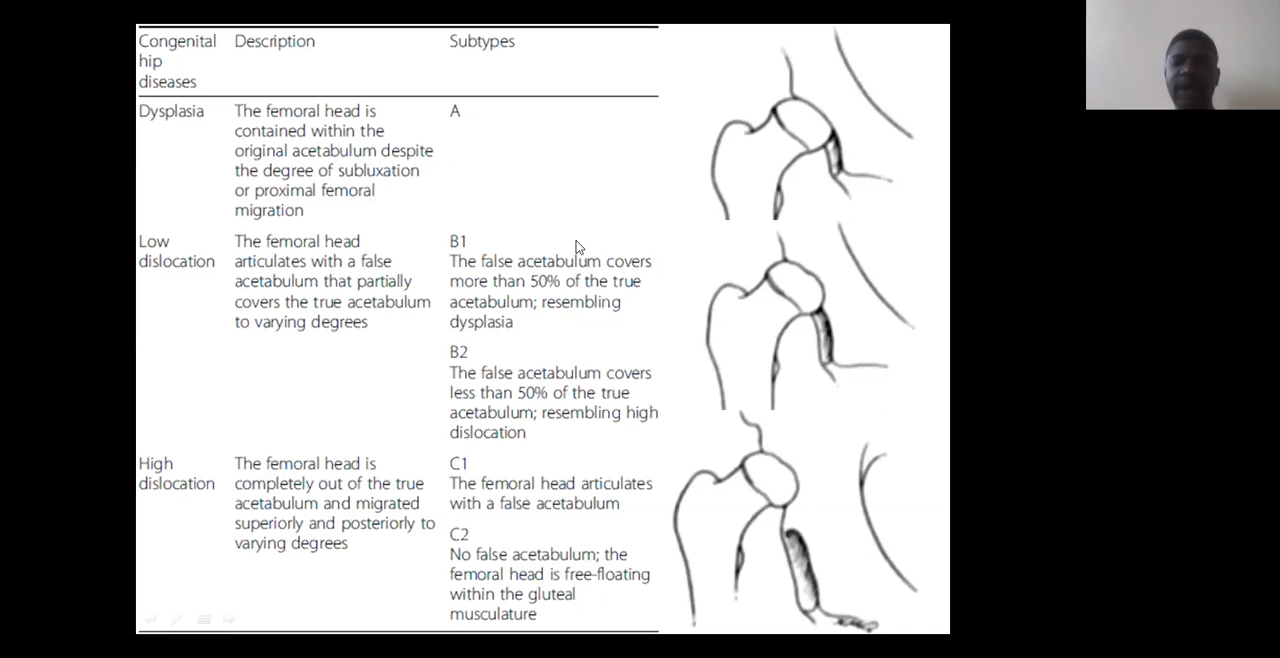 Congenital hip diseases
Description
Subtypes
Dysplasia
The femoral head is
contained within the
original acetabulum despite
the degree of subluxation
or proximal femoral
migration
A
Low
dislocation
The femoral head
articulates with a false
acetabulum that partially
covers the true acetabulum
to varying degrees
B1
The false acetabulum covers
more than 50% of the true
acetabulum; resembling
dysplasia
B2
The false acetabulum covers
less than 50% of the true
acetabulum; resembling high
dislocation
High
dislocation
The femoral head is
completely out of the true
acetabulum and migrated
superiorly and posteriorly to
varying degrees
C1
The femoral head articulates
with a false acetabulum
C2
No false acetabulum; the
femoral head is free-floating
within the gluteal
musculature